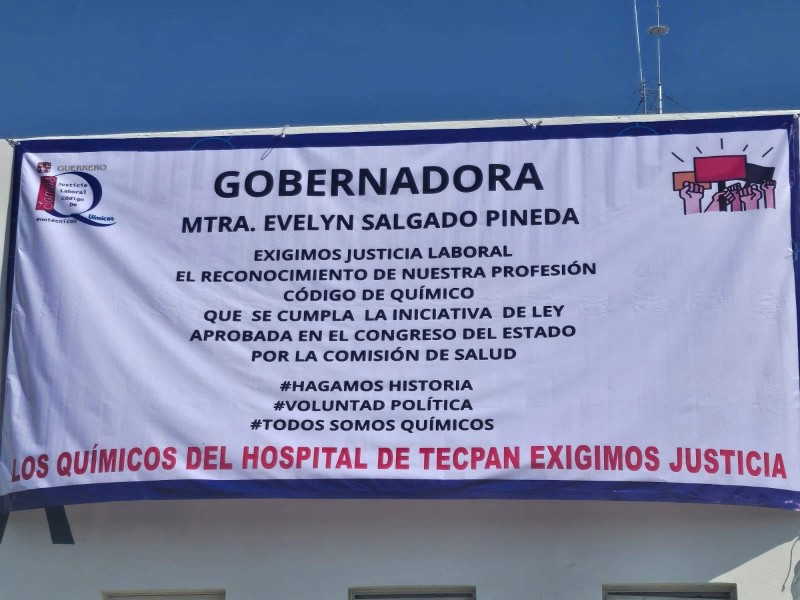 GUERRERO
Justicia
Laboral
Código
De
Químicos
GOBERNADORA
MTRA. EVELYN SALGADO PINEDA
EXIGIMOS JUSTICIA LABORAL
EL RECONOCIMIENTO DE NUESTRA PROFESIÓN
CÓDIGO DE QUÍMICO
QUE SE CUMPLA LA INICIATIVA DE LEY
APROBADA EN EL CONGRESO DEL ESTADO
POR LA COMISIÓN DE SALUD
#HAGAMOS HISTORIA
#VOLUNTAD POLÍTICA
#TODOS SOMOS QUÍMICOS
LOS QUÍMICOS DEL HOSPITAL DE TECPAN EXIGIMOS JUSTICIA